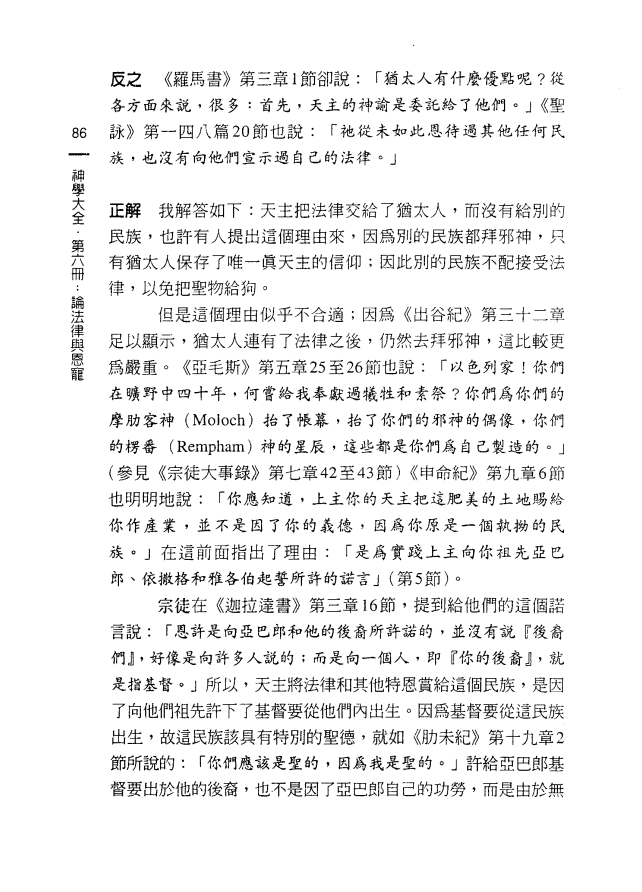 反之　《羅馬書》第三章1節卻說：「猶太人有什麼優點呢？從
各方面來說，很多：首先，天主的神諭是委託給了他們。」《聖
詠》第一四八篇20節也說：「祂從未如此恩待過其他任何民
族，也沒有向他們宣示過自己的法律。」
正解　我解答如下：天主把法律交給了猶太人，而沒有給別的
民族，也許有人提出這個理由來，因為別的民族都拜邪神，只
有猶太人保存了唯一眞天主的信仰；因此別的民族不配接受法
律，以免把聖物給狗。
但是這個理由似乎不合適；因為《出谷紀》第三十二章
足以顯示，猶太人連有了法律之後，仍然去拜邪神，這比較更
為嚴重。《亞毛斯》第五章25至26節也說：「以色列家！你們
在曠野中四十年，何嘗給我奉獻過犧牲和素祭？你們為你們的
摩肋客神（Moloch）抬了帳幕，抬了你們的邪神的偶像，你們
的楞番（Rempham）神的星辰，這些都是你們為自己製造的。」
（參見《宗徒大事錄》第七章42至43節）《申命紀》第九章6節
也明明地說：「你應知道，上主你的天主把這肥美的土地賜給
你作產業，並不是因了你的義德，因為你原是一個執拗的民
族。」在這前面指出了理由：「是為實踐上主向你祖先亞巴
郎、依撒格和雅各伯起誓所許的諾言」（第5節）。
宗徒在《迦拉達書》第三章16節，提到給他們的這個諾
言說：「恩許是向亞巴郎和他的後裔所許諾的，並沒有說『後裔
們』，好像是向許多人說的；而是向一個人，即『你的後裔』，就
是指基督。」所以，天主將法律和其他特恩賞給這個民族，是因
了向他們祖先許下了基督要從他們內出生。因為基督要從這民族
出生，故這民族該具有特別的聖德，就如《肋未紀》第十九章2
節所說的：「你們應該是聖的，因為我是聖的。」許給亞巴郎基
督要出於他的後裔，也不是因了亞巴郎自己的功勞，而是由於無
86
神學大全．第六冊：論法律與恩寵